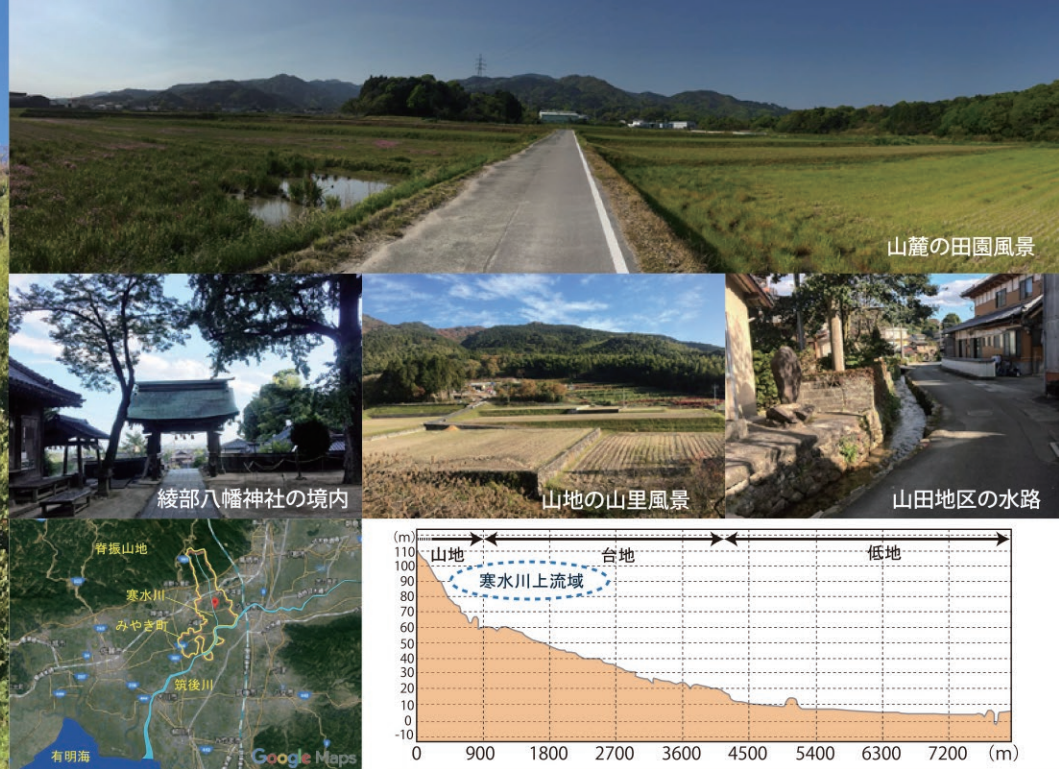 山麓の田園風景
綾部八幡神社の境内
山地の山里風景
山田地区の水路
脊振山地
寒水川
みやき町
筑後川
有明海
Google Maps
(m)
山地
台地
低地
寒水川上流域
110
90
80
70
60
50
40
30
20
10
0
-10
0 900 1800 2700 3600 4500 5400 6300 7200 (m)